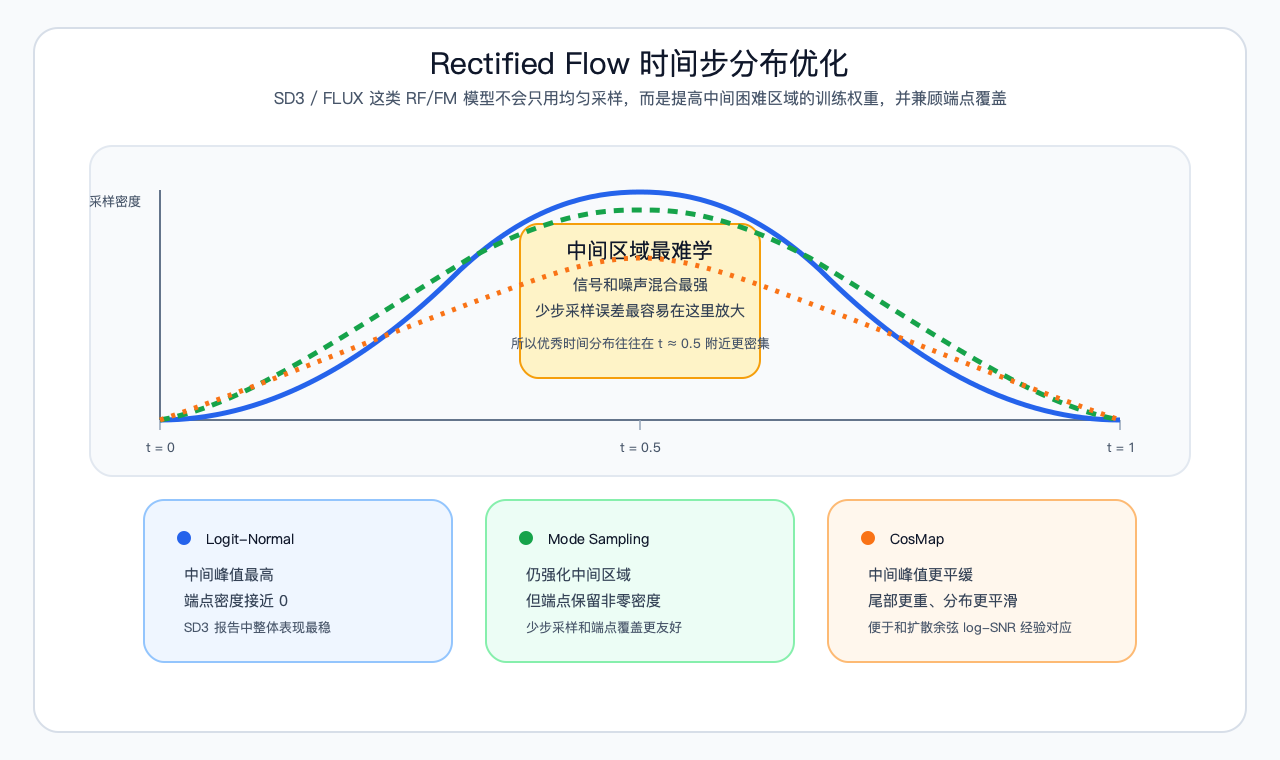 Rectified Flow 时间步分布优化
SD3 / FLUX 这类 RF/FM 模型不会只用均匀采样，而是提高中间困难区域的训练权重，并兼顾端点覆盖
采样密度
中间区域最难学
信号和噪声混合最强
少步采样误差最容易在这里放大
所以优秀时间分布往往在 t ≈ 0.5 附近更密集
t = 0
t = 0.5
t = 1
Logit-Normal
中间峰值最高
端点密度接近 0
SD3 报告中整体表现最稳
Mode Sampling
仍强化中间区域
但端点保留非零密度
少步采样和端点覆盖更友好
CosMap
中间峰值更平缓
尾部更重、分布更平滑
便于和扩散余弦 log-SNR 经验对应